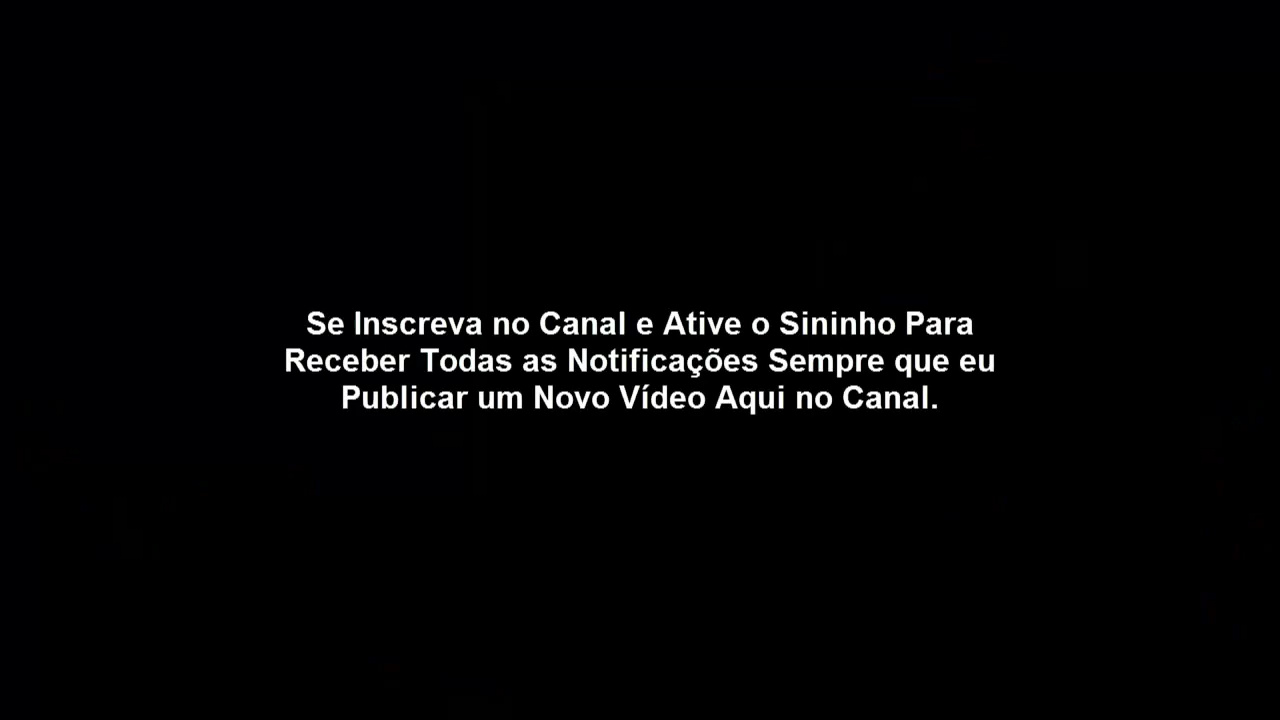 Se Inscreva no Canal e Ative o Sininho Para
Receber Todas as Notificações Sempre que eu
Publicar um Novo Vídeo Aqui no Canal.